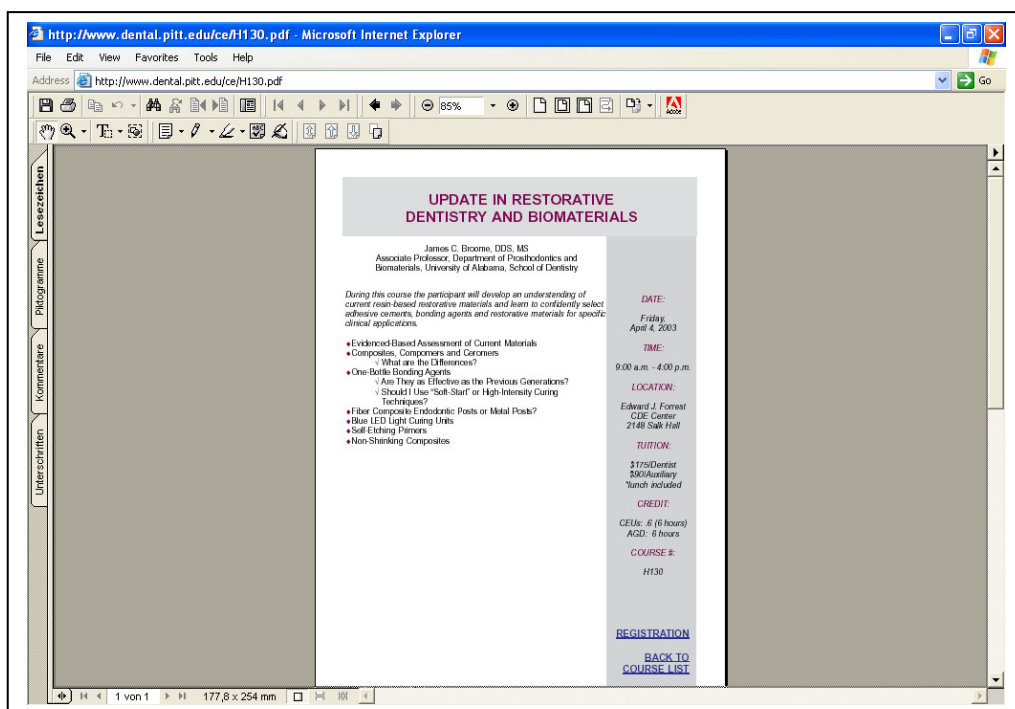 http://www.dental.pitt.edu/ce/H130.pdf - Microsoft Internet Explorer
File Edit View Favorites Tools Help
Address http://www.dental.pitt.edu/ce/H130.pdf Go
85%
Adobe
Lesezeichen
Piktogramme
Kommentare
Unterschriften
UPDATE IN RESTORATIVE
DENTISTRY AND BIOMATERIALS
James C. Broome, DDS, MS
Associate Professor, Department of Prosthodontics and
Biomaterials, University of Alabama, School of Dentistry
During this course the participant will develop an understanding of
current resin-based restorative materials and learn to confidently select
adhesive cements, bonding agents and restorative materials for specific
clinical applications.
♦Evidenced-Based Assessment of Current Materials
♦Composites, Compomers and Ceromers
√ What are the Differences?
♦One-Bottle Bonding Agents
√ Are They as Effective as the Previous Generations?
√ Should I Use "Soft-Start" or High-Intensity Curing
Techniques?
♦Fiber Composite Endodontic Posts or Metal Posts?
♦Blue LED Light Curing Units
♦Self-Etching Primers
♦Non-Shrinking Composites
DATE:
Friday,
April 4, 2003
TIME:
9:00 a.m. - 4:00 p.m.
LOCATION:
Edward J. Forrest
CDE Center
2148 Salk Hall
TUITION:
$175/Dentist
$90/Auxiliary
*lunch included
CREDIT:
CEUs: .6 (6 hours)
AGD: 6 hours
COURSE #:
H130
REGISTRATION
BACK TO
COURSE LIST
1 von 1 177,8 x 254 mm